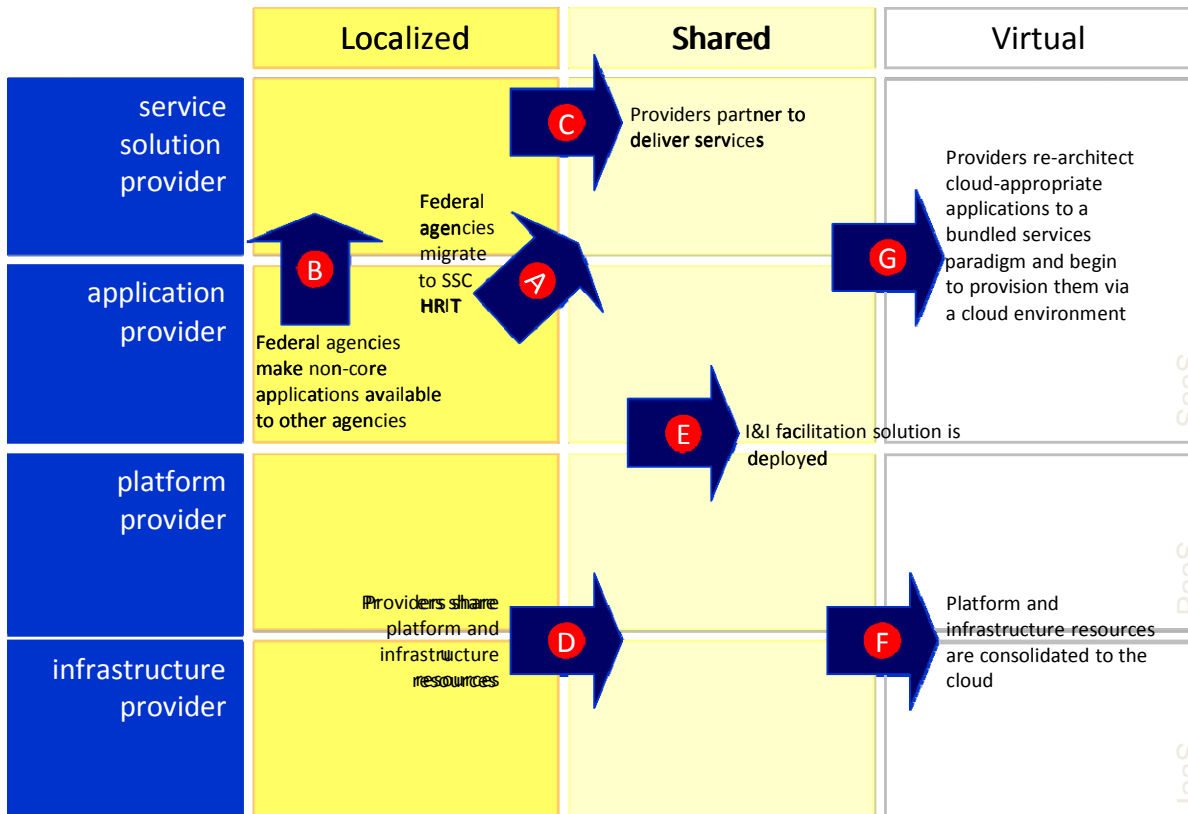 Localized
Shared
Virtual
service
solution
provider
C
Providers partner to
deliver services
Federal
agencies
migrate
to SSC
HRIT
A
B
Federal agencies
make non-core
applications available
to other agencies
G
Providers re-architect
cloud-appropriate
applications to a
bundled services
paradigm and begin
to provision them via
a cloud environment
SaaS
application
provider
E
I&I facilitation solution is
deployed
platform
provider
PaaS
Providers share
platform and
infrastructure
resources
D
F
Platform and
infrastructure resources
are consolidated to the
cloud
infrastructure
provider
IaaS